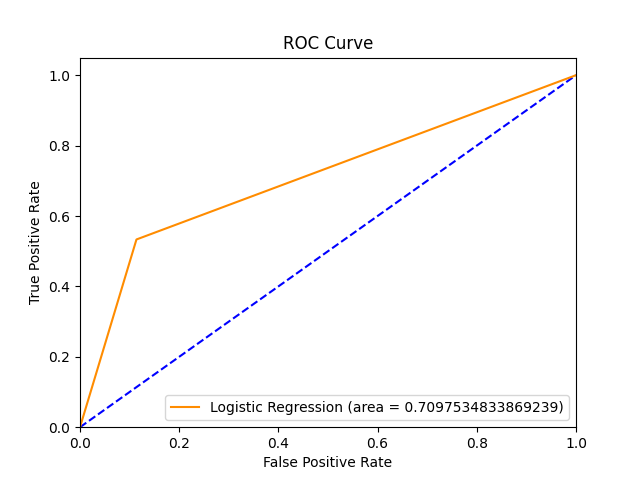 ROC Curve
1.0
0.8
0.6
0.4
0.2
0.0
True Positive Rate
Logistic Regression (area = 0.7097534833869239)
0.0 0.2 0.4 0.6 0.8 1.0
False Positive Rate